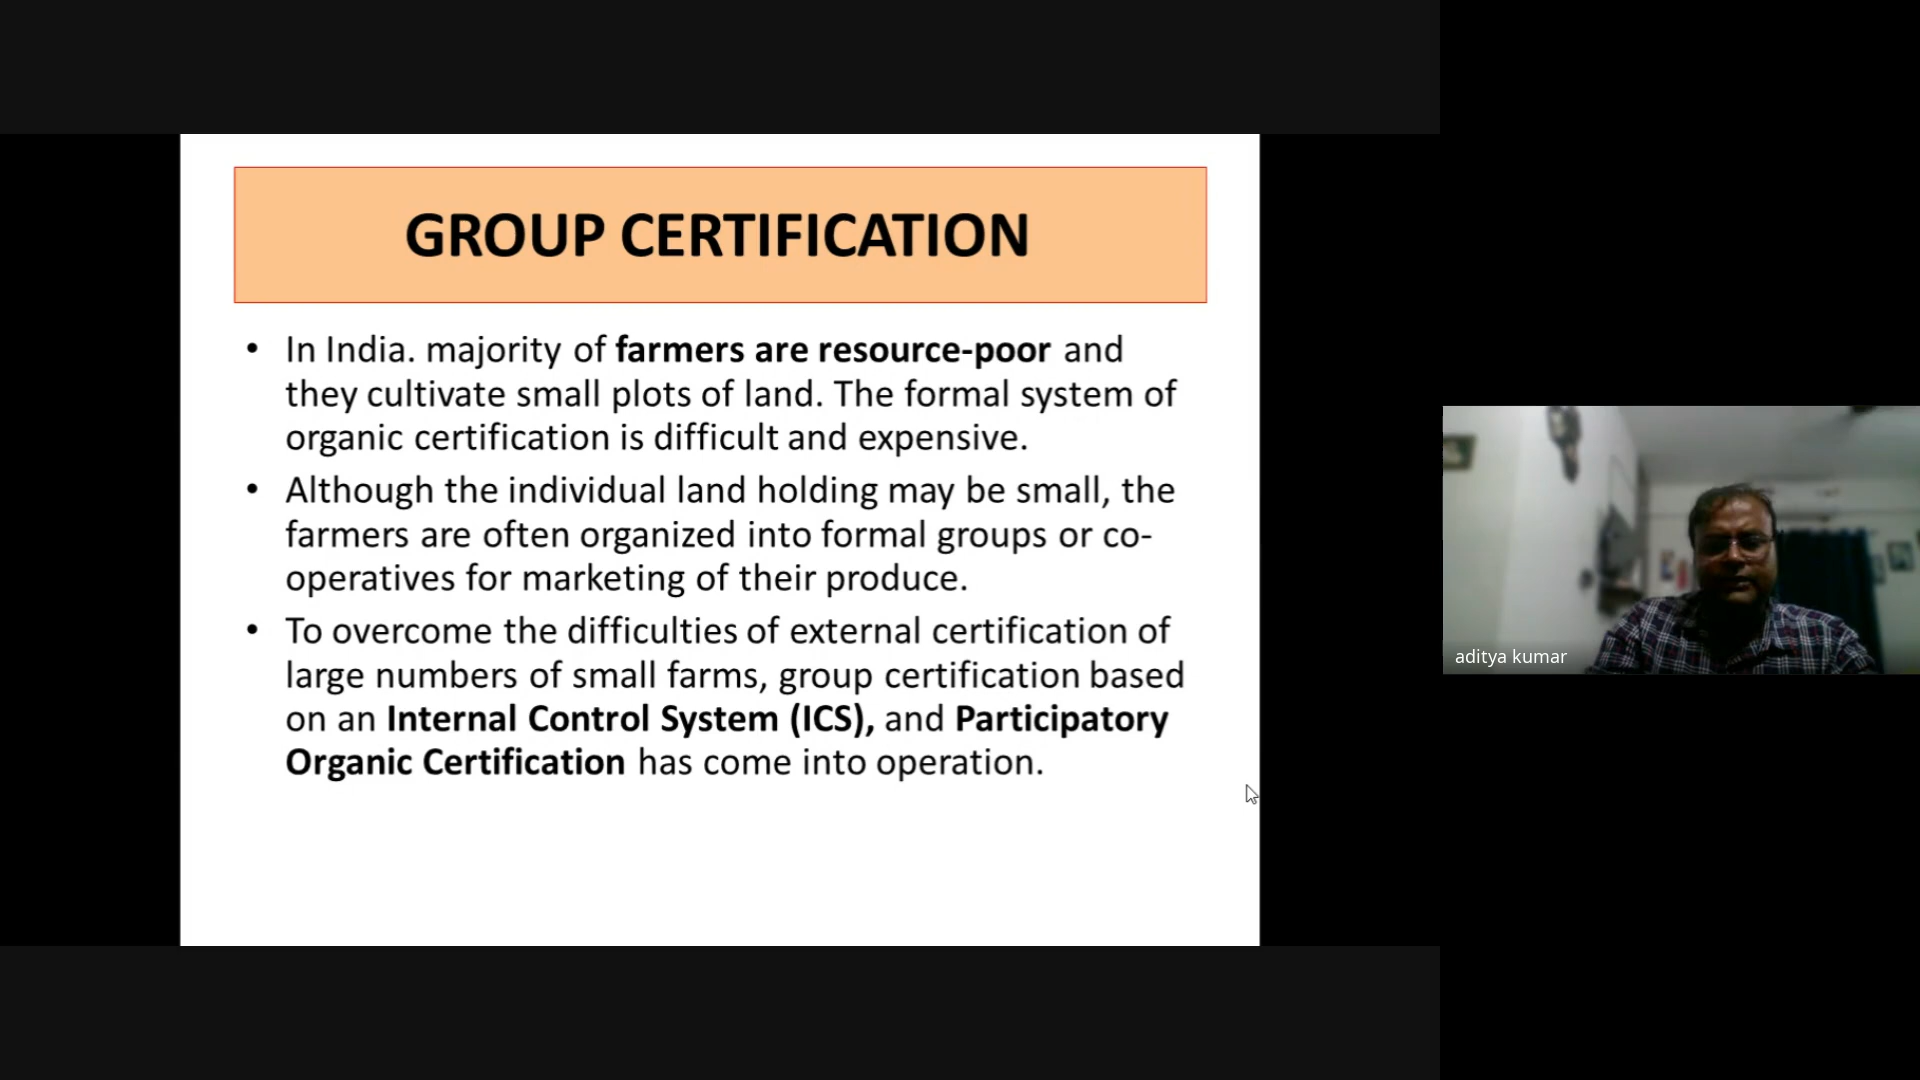 GROUP CERTIFICATION
• In India. majority of farmers are resource-poor and
they cultivate small plots of land. The formal system of
organic certification is difficult and expensive.
• Although the individual land holding may be small, the
farmers are often organized into formal groups or co-
operatives for marketing of their produce.
• To overcome the difficulties of external certification of
large numbers of small farms, group certification based
on an Internal Control System (ICS), and Participatory
Organic Certification has come into operation.
aditya kumar